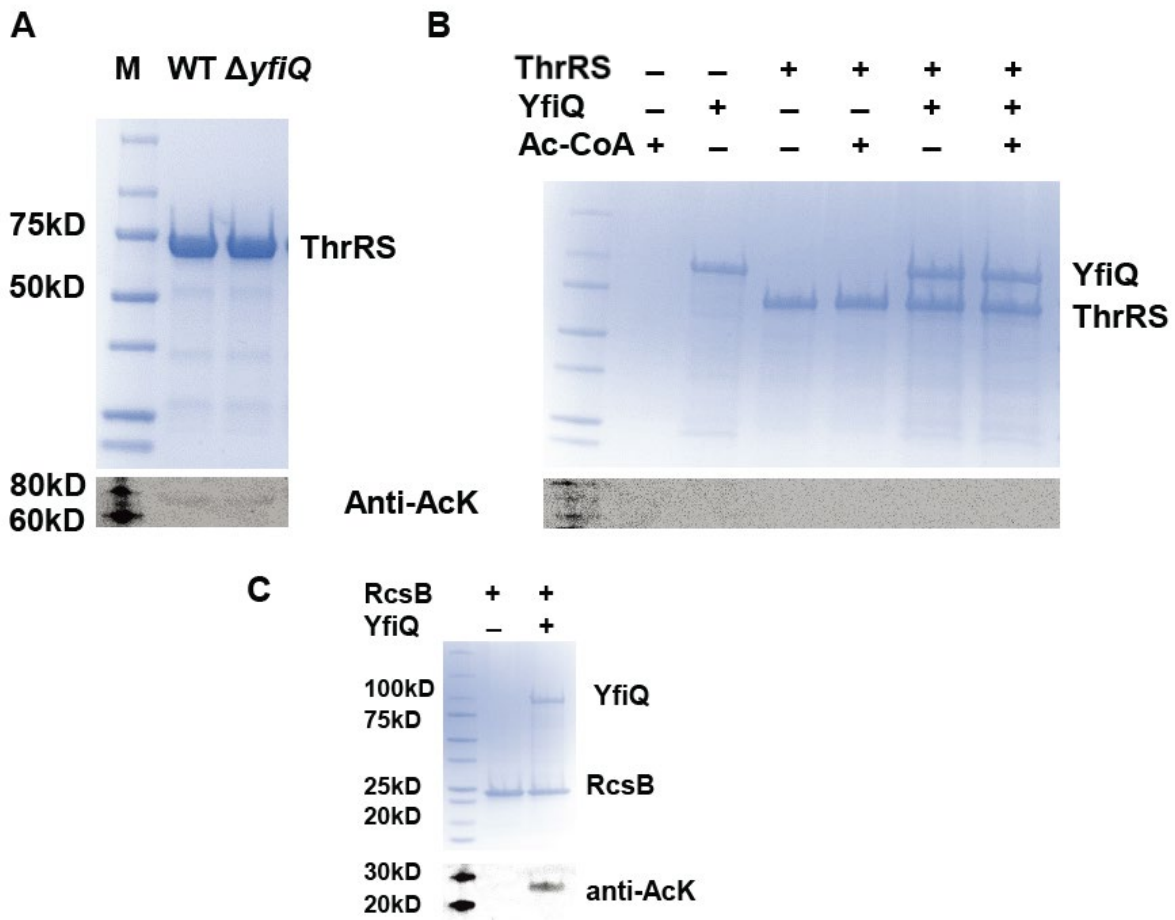 A
M WT ΔyfiQ
75kD
50kD
ThrRS
80kD
60kD
Anti-AcK
B
ThrRS – – + + + +
YfiQ – + – – + +
Ac-CoA + – – + – +
YfiQ
ThrRS
C
RcsB + +
YfiQ – +
100kD
75kD
YfiQ
25kD
20kD
RcsB
30kD
20kD
anti-AcK